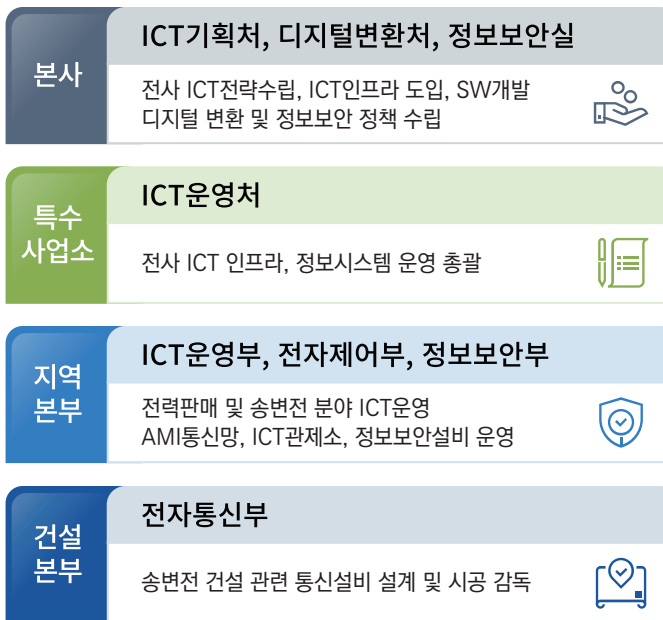 본사
ICT기획처, 디지털변환처, 정보보안실
전사 ICT전략수립, ICT인프라 도입, SW개발
디지털 변환 및 정보보안 정책 수립
특수
사업소
ICT운영처
전사 ICT 인프라, 정보시스템 운영 총괄
지역
본부
ICT운영부, 전자제어부, 정보보안부
전력판매 및 송변전 분야 ICT운영
AMI통신망, ICT관제소, 정보보안설비 운영
건설
본부
전자통신부
송변전 건설 관련 통신설비 설계 및 시공 감독